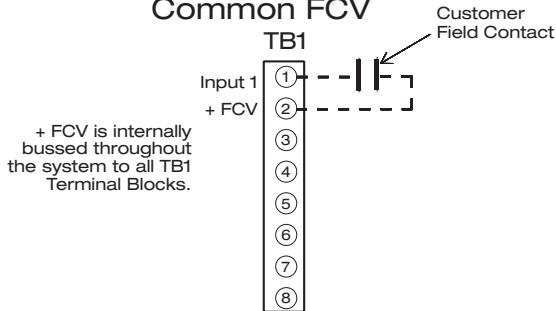 Common FCV
Customer
Field Contact
TB1
Input 1
+ FCV
+ FCV is internally
bussed throughout
the system to all TB1
Terminal Blocks.
1
2
3
4
5
6
7
8